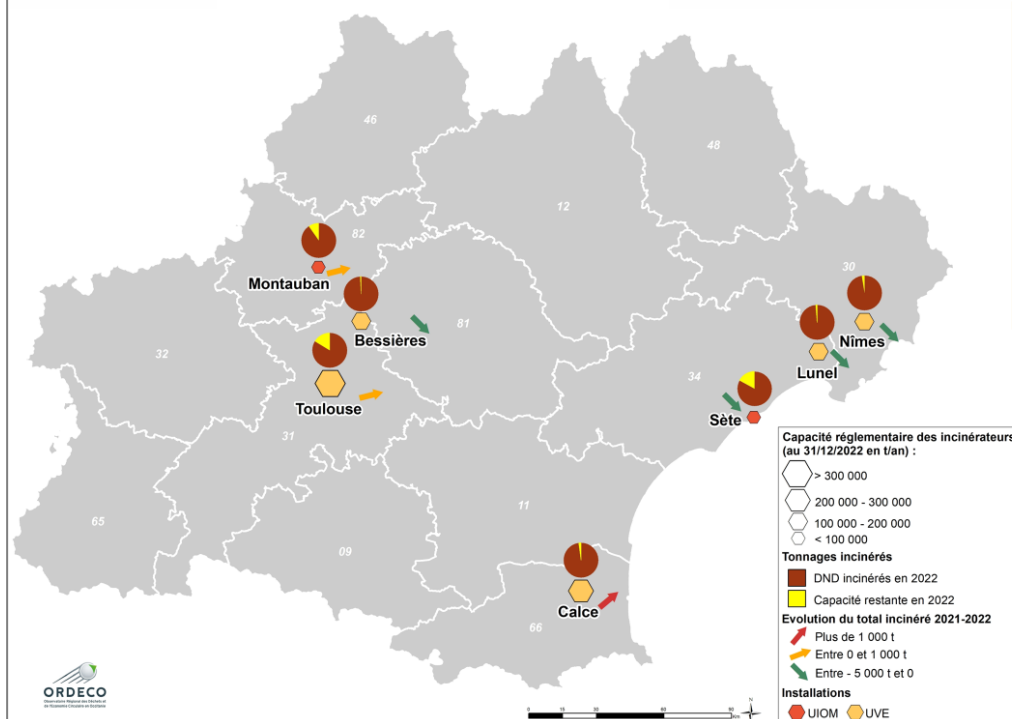 46
48
12
82
30
Montauban
Bessières
81
Nîmes
32
Lunel
34
Toulouse
Sète
31
11
65
09
Calce
66
Capacité réglementaire des incinérateurs
(au 31/12/2022 en t/an) :
> 300 000
200 000 - 300 000
100 000 - 200 000
< 100 000
Tonnages incinérés
DND incinérés en 2022
Capacité restante en 2022
Evolution du total incinéré 2021-2022
Plus de 1 000 t
Entre 0 et 1 000 t
Entre - 5 000 t et 0
Installations
UIOM UVE
ORDECO